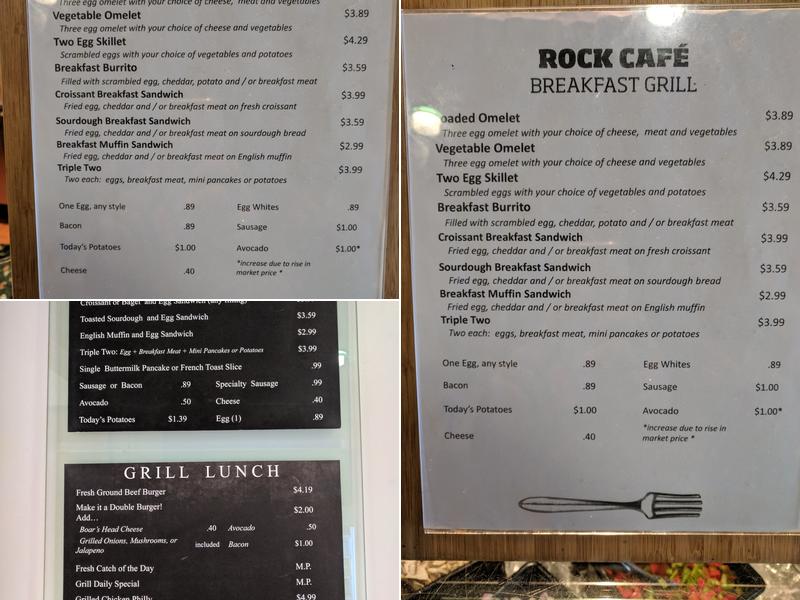 Three egg omelet with your choice of cheese, meat and vegetables
Vegetable Omelet $3.89
Three egg omelet with your choice of cheese and vegetables
Two Egg Skillet $4.29
Scrambled eggs with your choice of vegetables and potatoes
Breakfast Burrito $3.59
Filled with scrambled egg, cheddar, potato and / or breakfast meat
Croissant Breakfast Sandwich $3.99
Fried egg, cheddar and / or breakfast meat on fresh croissant
Sourdough Breakfast Sandwich $3.59
Fried egg, cheddar and / or breakfast meat on sourdough bread
Breakfast Muffin Sandwich $2.99
Fried egg, cheddar and / or breakfast meat on English muffin
Triple Two $3.99
Two each: eggs, breakfast meat, mini pancakes or potatoes
One Egg, any style .89 Egg Whites .89
Bacon .89 Sausage $1.00
Today's Potatoes $1.00 Avocado $1.00*
Cheese .40 *increase due to rise in
market price *
Croissant or Bagel and Egg Sandwich (any filling)
Toasted Sourdough and Egg Sandwich $3.59
English Muffin and Egg Sandwich $2.99
Triple Two: Egg + Breakfast Meat + Mini Pancakes or Potatoes $3.99
Single Buttermilk Pancake or French Toast Slice .99
Sausage or Bacon .89 Specialty Sausage .99
Avocado .50 Cheese .40
Today's Potatoes $1.39 Egg (1) .89
GRILL LUNCH
Fresh Ground Beef Burger $4.19
Make it a Double Burger! $2.00
Add...
Boar's Head Cheese .40 Avocado .50
Grilled Onions, Mushrooms, or
Jalapeno included Bacon $1.00
Fresh Catch of the Day M.P.
Grill Daily Special M.P.
Grilled Chicken Philly $4.99
ROCK CAFÉ
BREAKFAST GRILL
oaded Omelet $3.89
Three egg omelet with your choice of cheese, meat and vegetables
Vegetable Omelet $3.89
Three egg omelet with your choice of cheese and vegetables
Two Egg Skillet $4.29
Scrambled eggs with your choice of vegetables and potatoes
Breakfast Burrito $3.59
Filled with scrambled egg, cheddar, potato and / or breakfast meat
Croissant Breakfast Sandwich $3.99
Fried egg, cheddar and / or breakfast meat on fresh croissant
Sourdough Breakfast Sandwich $3.59
Fried egg, cheddar and / or breakfast meat on sourdough bread
Breakfast Muffin Sandwich $2.99
Fried egg, cheddar and / or breakfast meat on English muffin
Triple Two $3.99
Two each: eggs, breakfast meat, mini pancakes or potatoes
One Egg, any style .89 Egg Whites .89
Bacon .89 Sausage $1.00
Today's Potatoes $1.00 Avocado $1.00*
Cheese .40 *increase due to rise in
market price *